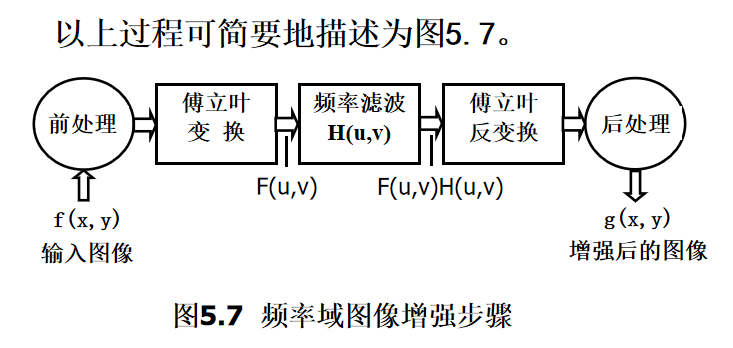 以上过程可简要地描述为图5.7。
前处理
傅立叶
变 换
频率滤波
H(u,v)
傅立叶
反变换
后处理
F(u,v)
F(u,v)H(u,v)
f(x,y)
输入图像
g(x,y)
增强后的图像
图5.7 频率域图像增强步骤